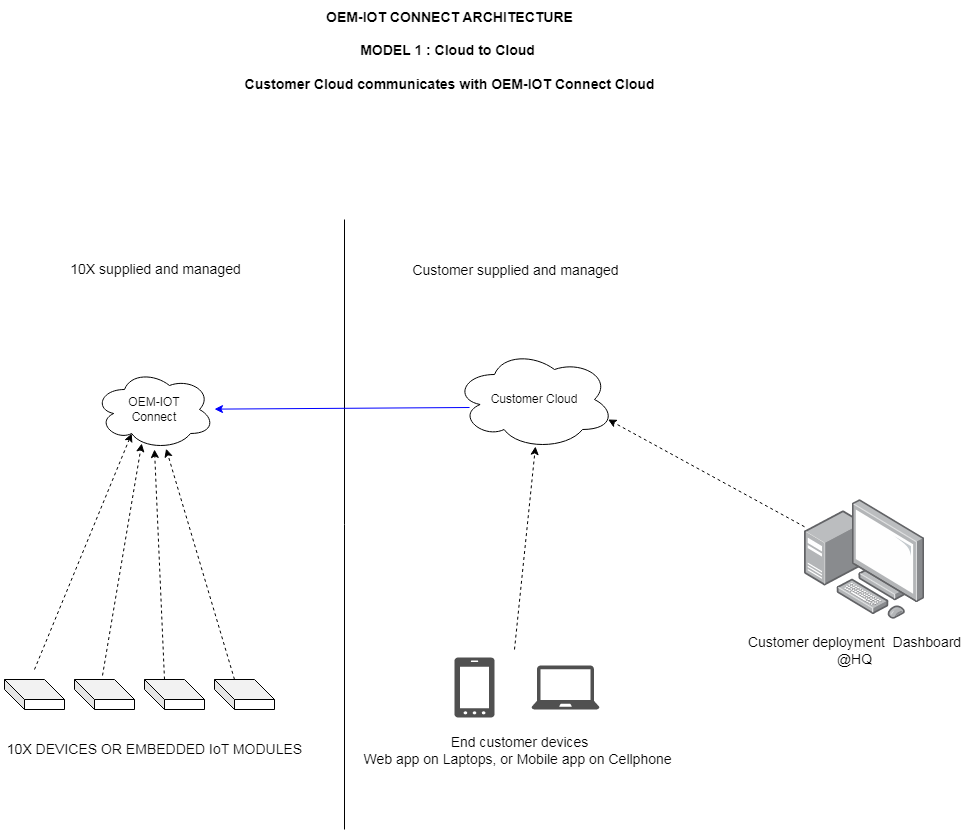 OEM-IOT CONNECT ARCHITECTURE
MODEL 1 : Cloud to Cloud
Customer Cloud communicates with OEM-IOT Connect Cloud
10X supplied and managed
Customer supplied and managed
OEM-IOT
Connect
Customer Cloud
Customer deployment Dashboard
@HQ
10X DEVICES OR EMBEDDED IoT MODULES
End customer devices
Web app on Laptops, or Mobile app on Cellphone